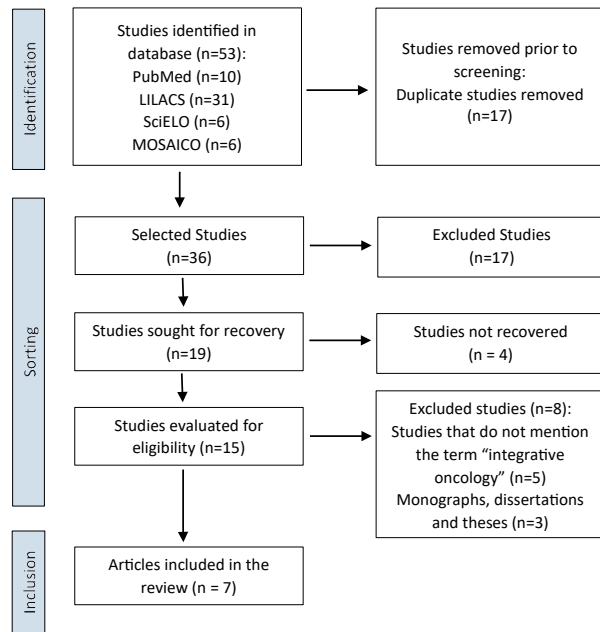 Identification
Studies identified in
database (n=53):
PubMed (n=10)
LILACS (n=31)
SciELO (n=6)
MOSAICO (n=6)
Studies removed prior to
screening:
Duplicate studies removed
(n=17)
Sorting
Selected Studies
(n=36)
Excluded Studies
(n=17)
Studies sought for recovery
(n=19)
Studies not recovered
(n = 4)
Studies evaluated for
eligibility (n=15)
Excluded studies (n=8):
Studies that do not mention
the term “integrative
oncology” (n=5)
Monographs, dissertations
and theses (n=3)
Inclusion
Articles included in the
review (n = 7)